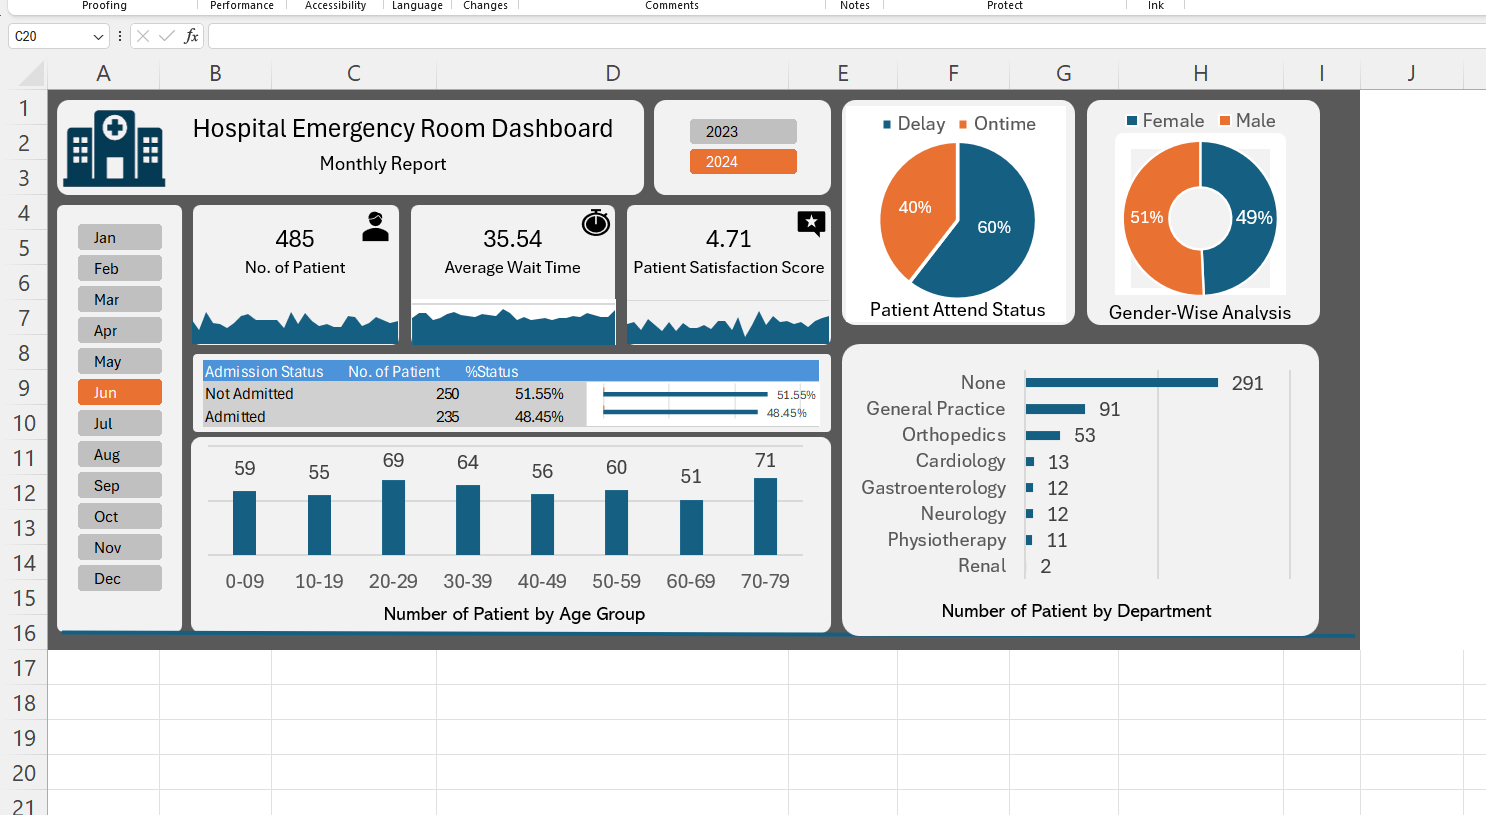 Proofing Performance Accessibility Language Changes Comments Notes Protect Ink
C20 fx
A B C D E F G H I J
1
2
3
4
5
6
7
8
9
10
11
12
13
14
15
16
17
18
19
20
21
Hospital Emergency Room Dashboard
Monthly Report
2023
2024
Jan
Feb
Mar
Apr
May
Jun
Jul
Aug
Sep
Oct
Nov
Dec
485
No. of Patient
35.54
Average Wait Time
4.71
Patient Satisfaction Score
Delay Ontime
40%
60%
Patient Attend Status
Female Male
51% 49%
Gender-Wise Analysis
Admission Status No. of Patient %Status
Not Admitted 250 51.55% 51.55%
Admitted 235 48.45% 48.45%
59 55 69 64 56 60 51 71
0-09 10-19 20-29 30-39 40-49 50-59 60-69 70-79
Number of Patient by Age Group
None 291
General Practice 91
Orthopedics 53
Cardiology 13
Gastroenterology 12
Neurology 12
Physiotherapy 11
Renal 2
Number of Patient by Department